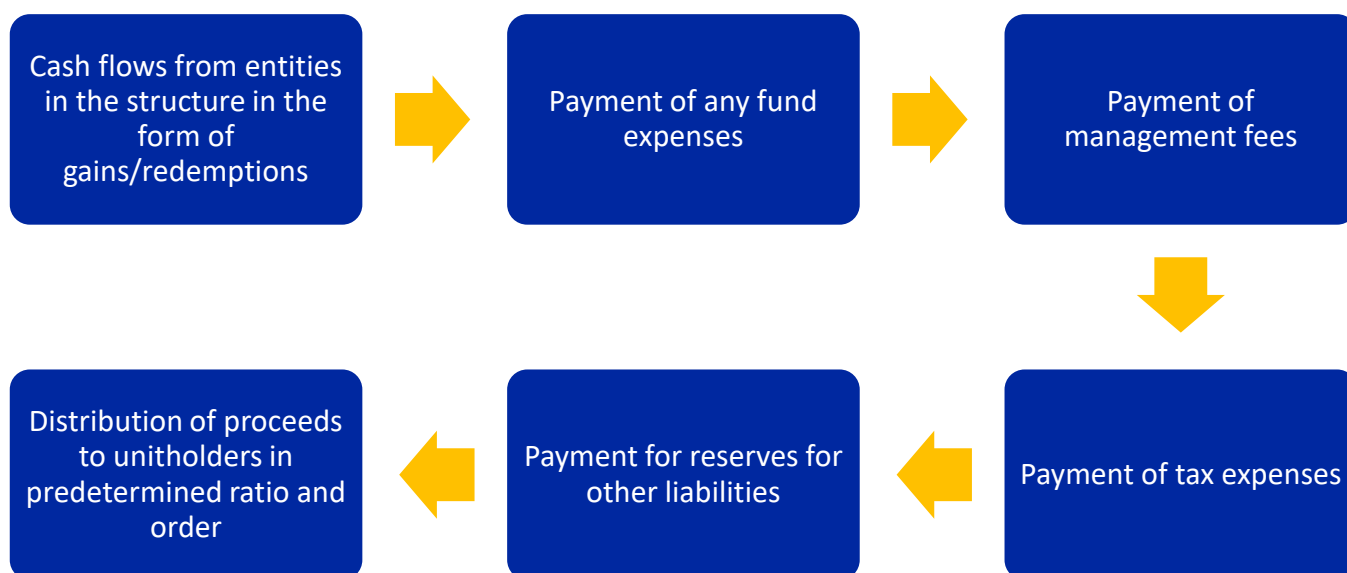 Cash flows from entities
in the structure in the
form of
gains/redemptions
Payment of any fund
expenses
Payment of
management fees
Payment of tax expenses
Payment for reserves for
other liabilities
Distribution of proceeds
to unitholders in
predetermined ratio and
order